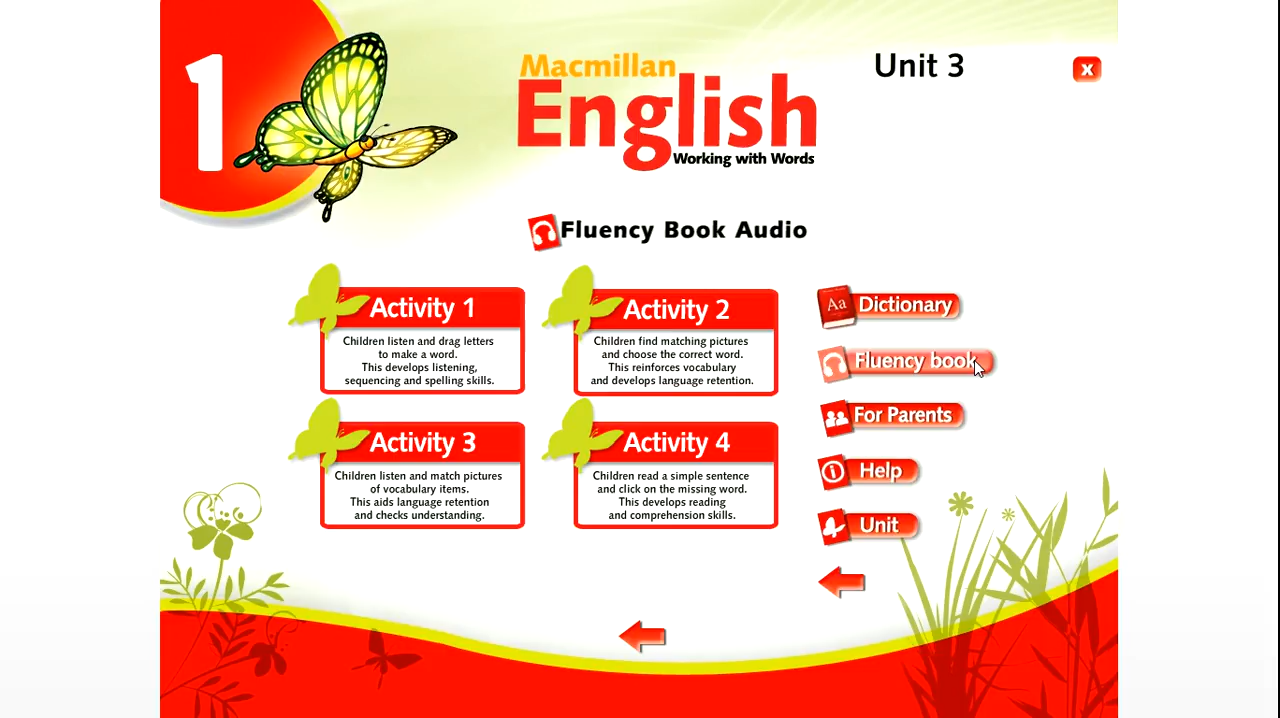 1
Macmillan
English
Working with Words
Unit 3
x
Fluency Book Audio
Activity 1
Children listen and drag letters
to make a word.
This develops listening,
sequencing and spelling skills.
Activity 2
Children find matching pictures
and choose the correct word.
This reinforces vocabulary
and develops language retention.
Activity 3
Children listen and match pictures
of vocabulary items.
This aids language retention
and checks understanding.
Activity 4
Children read a simple sentence
and click on the missing word.
This develops reading
and comprehension skills.
Aa
Dictionary
Fluency book
For Parents
i
Help
Unit